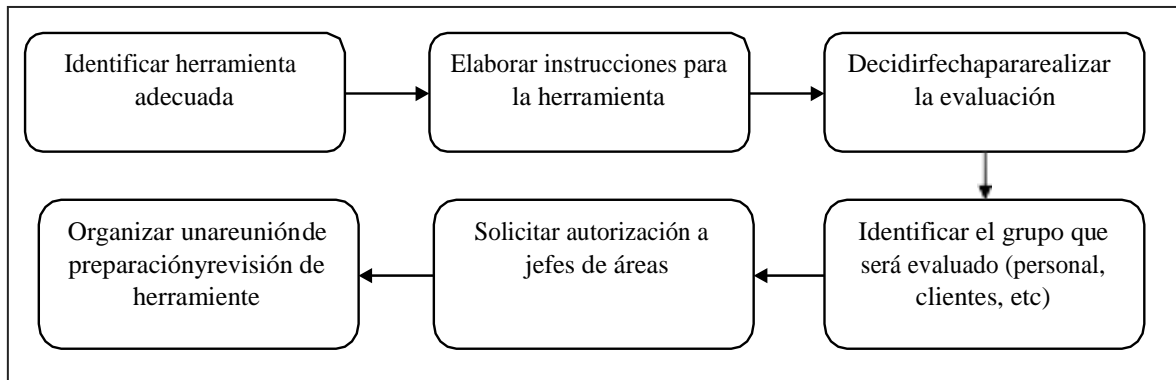 Identificar herramienta
adecuada
Elaborar instrucciones para
la herramienta
Decidirfechapararealizar
la evaluación
Identificar el grupo que
será evaluado (personal,
clientes, etc)
Solicitar autorización a
jefes de áreas
Organizar unareuniónde
preparaciónyrevisión de
herramiente